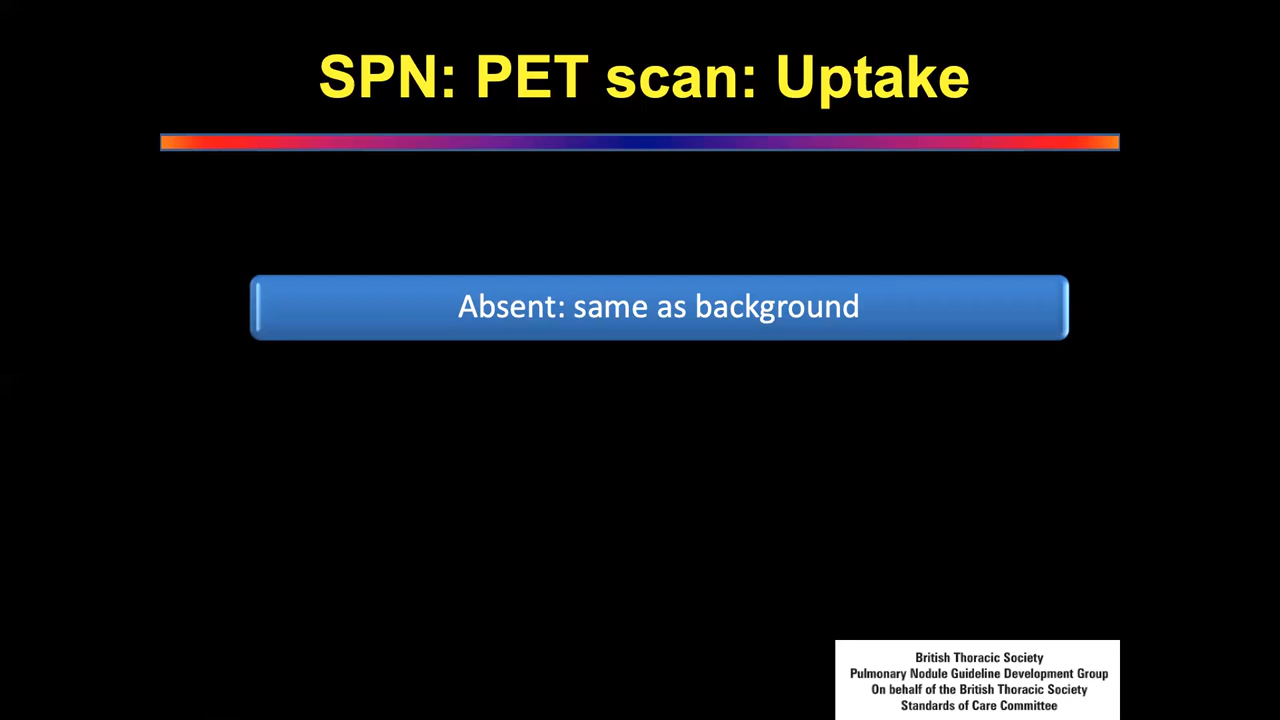 SPN: PET scan: Uptake
Absent: same as background
British Thoracic Society
Pulmonary Nodule Guideline Development Group
On behalf of the British Thoracic Society
Standards of Care Committee